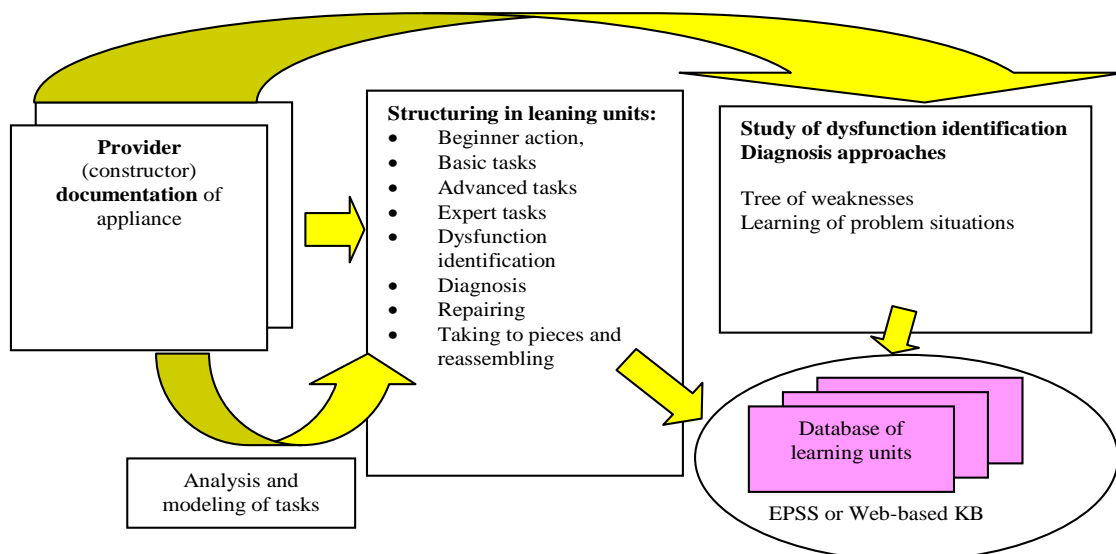 Provider
(constructor)
documentation of
appliance
Structuring in leaning units:
• Beginner action,
• Basic tasks
• Advanced tasks
• Expert tasks
• Dysfunction
identification
• Diagnosis
• Repairing
• Taking to pieces and
reassembling
Study of dysfunction identification
Diagnosis approaches
Tree of weaknesses
Learning of problem situations
Analysis and
modeling of tasks
Database of
learning units
EPSS or Web-based KB